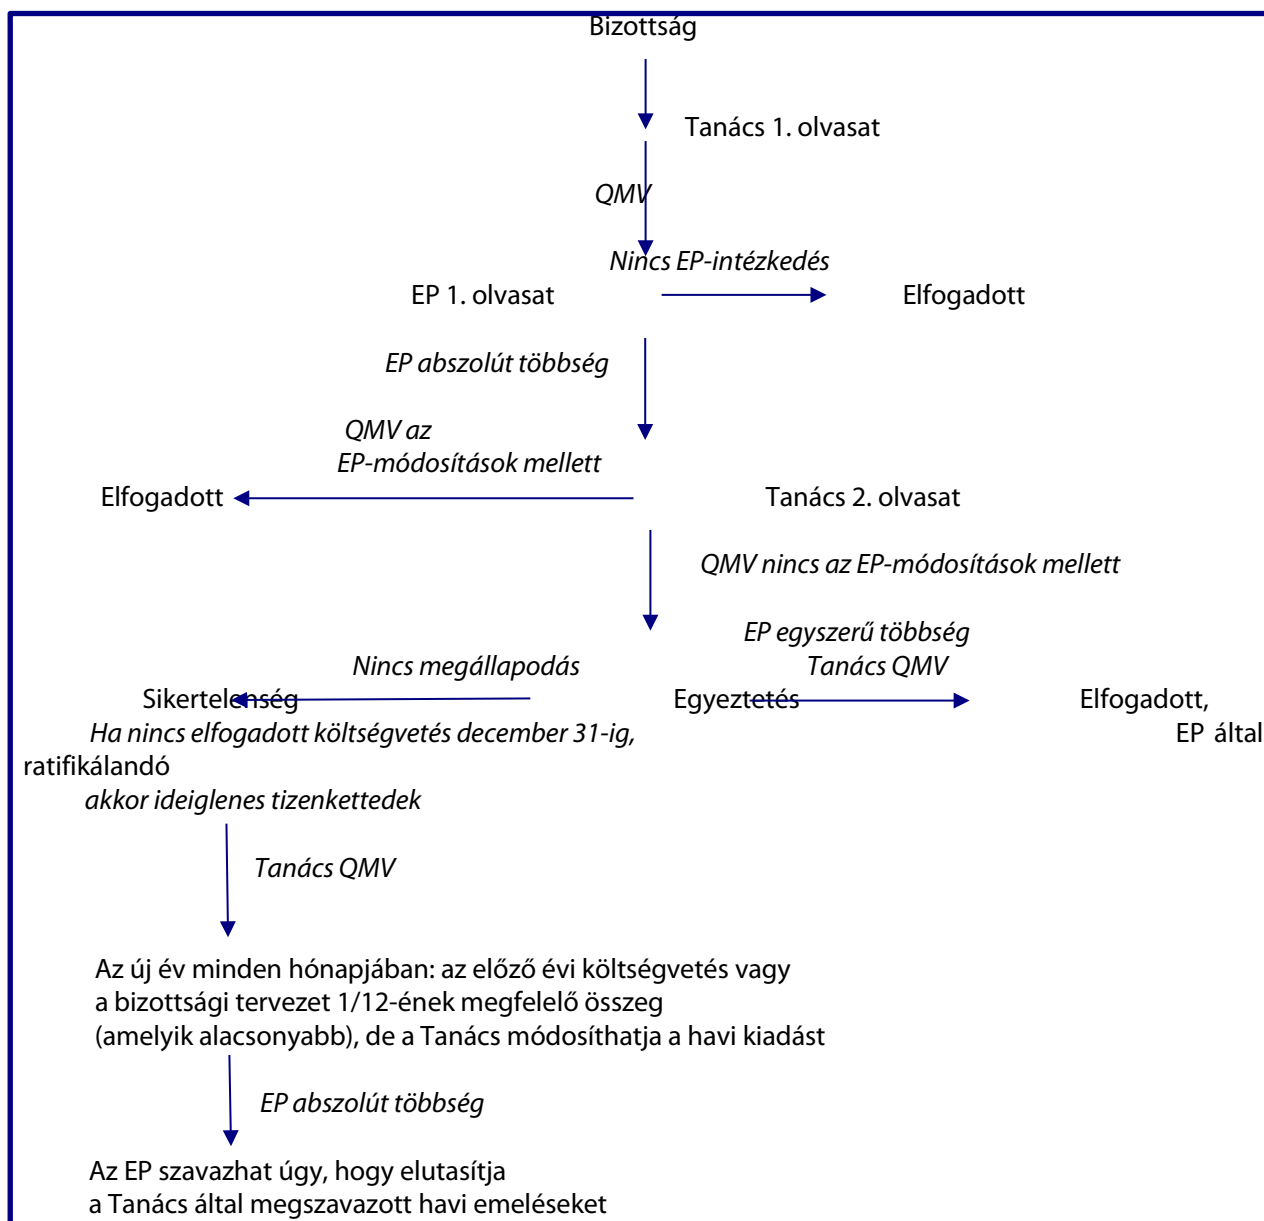 Bizottság
Tanács 1. olvasat
QMV
Nincs EP-intézkedés
EP 1. olvasat
Elfogadott
EP abszolút többség
QMV az
EP-módosítások mellett
Elfogadott
Tanács 2. olvasat
QMV nincs az EP-módosítások mellett
EP egyszerű többség
Nincs megállapodás
Tanács QMV
Sikertelenség
Egyeztetés
Elfogadott,
Ha nincs elfogadott költségvetés december 31-ig,
EP által
ratifikálandó
akkor ideiglenes tizenkettedek
Tanács QMV
Az új év minden hónapjában: az előző évi költségvetés vagy
a bizottsági tervezet 1/12-ének megfelelő összeg
(amelyik alacsonyabb), de a Tanács módosíthatja a havi kiadást
EP abszolút többség
Az EP szavazhat úgy, hogy elutasítja
a Tanács által megszavazott havi emeléseket